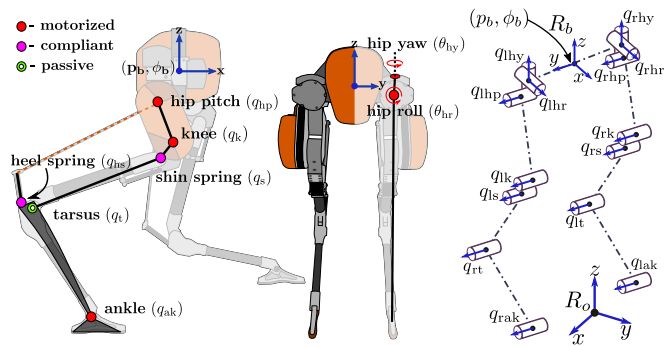 - motorized
- compliant
- passive
z
(p_b, ϕ_b)
x
hip pitch (q_hp)
knee (q_k)
heel spring (q_hs)
shin spring (q_s)
tarsus (q_t)
ankle (q_ak)
hip yaw (θ_hy)
z
y
hip roll (θ_hr)
(p_b, ϕ_b)
R_b
q_rhy
q_lhy
y
z
x
q_rhp
q_rhr
q_lhp
q_lhr
q_rk
q_rs
q_lk
q_ls
q_lt
q_rt
q_lak
q_rak
z
R_o
x
y